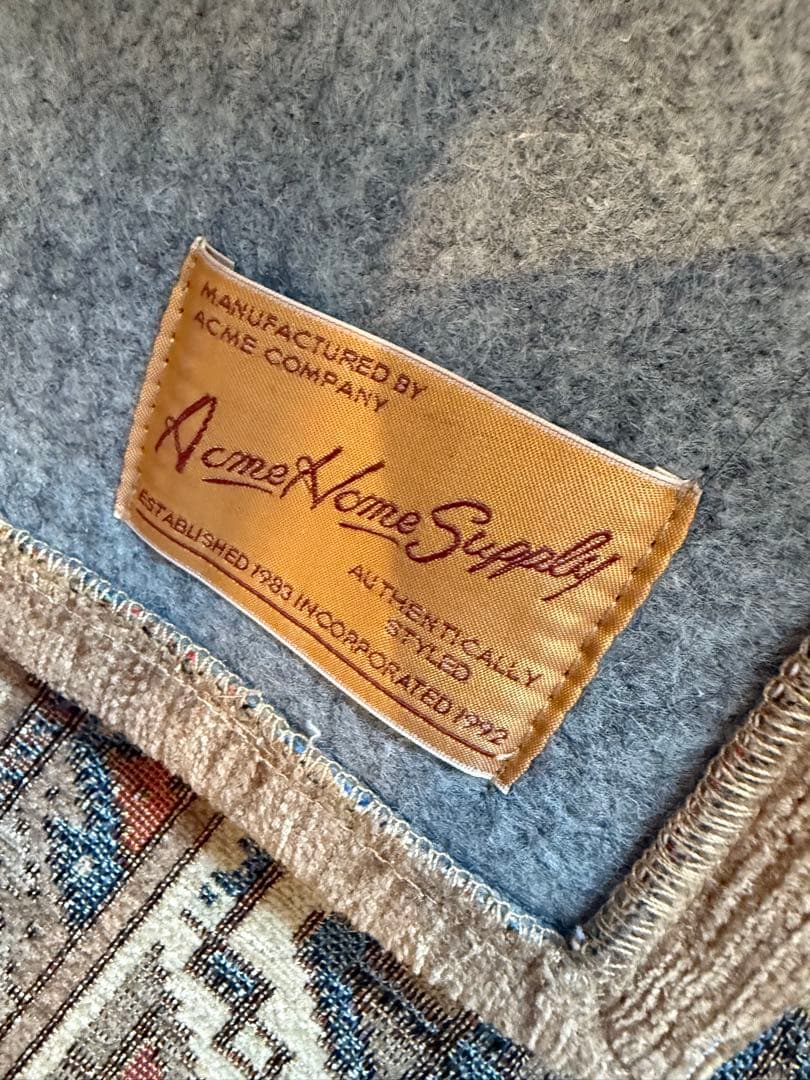 MANUFACTURED BY
ACME COMPANY
Acme Home Supply
AUTHENTICALLY
STYLED
ESTABLISHED 1983 INCORPORATED 1992